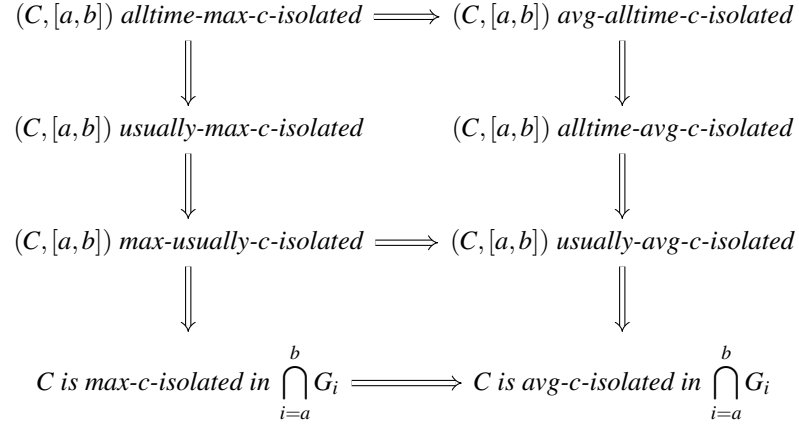 (C,[a,b]) alltime-max-c-isolated ⟹ (C,[a,b]) avg-alltime-c-isolated
⇓ ⇓
(C,[a,b]) usually-max-c-isolated (C,[a,b]) alltime-avg-c-isolated
⇓ ⇓
(C,[a,b]) max-usually-c-isolated ⟹ (C,[a,b]) usually-avg-c-isolated
⇓ ⇓
C is max-c-isolated in ⋂_{i=a}^{b} G_i ⟹ C is avg-c-isolated in ⋂_{i=a}^{b} G_i